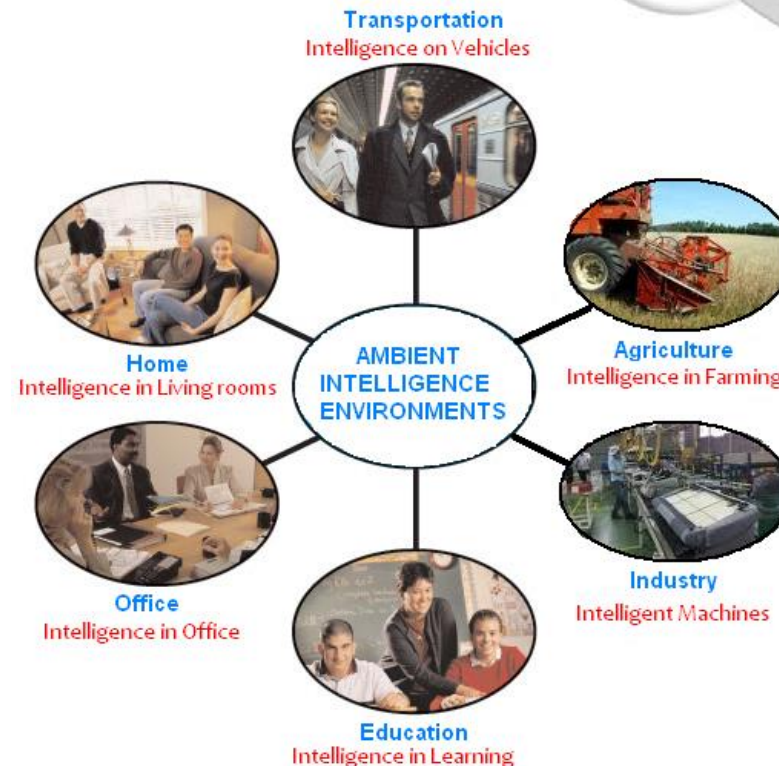 Transportation
Intelligence on Vehicles
Home
Intelligence in Living rooms
AMBIENT
INTELLIGENCE
ENVIRONMENTS
Agriculture
Intelligence in Farming
Office
Intelligence in Office
Industry
Intelligent Machines
Education
Intelligence in Learning